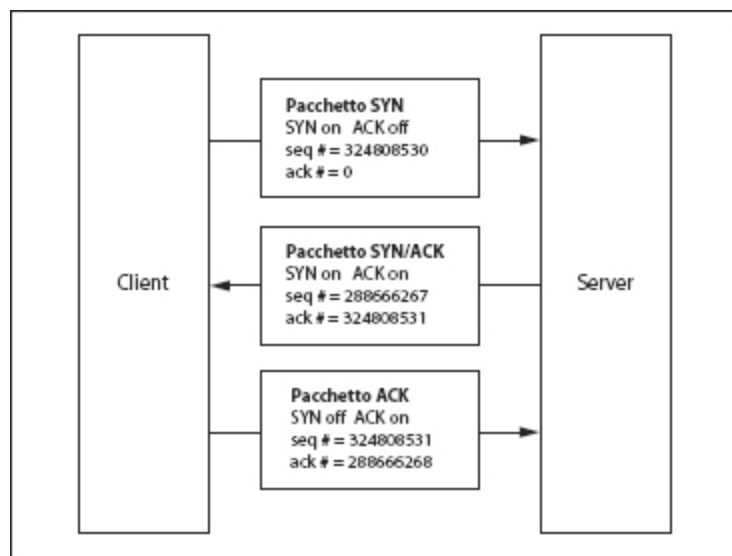 Pacchetto SYN
SYN on ACK off
seq # = 324808530
ack # = 0
Client
Pacchetto SYN/ACK
SYN on ACK on
seq # = 288666267
ack # = 324808531
Server
Pacchetto ACK
SYN off ACK on
seq # = 324808531
ack # = 288666268